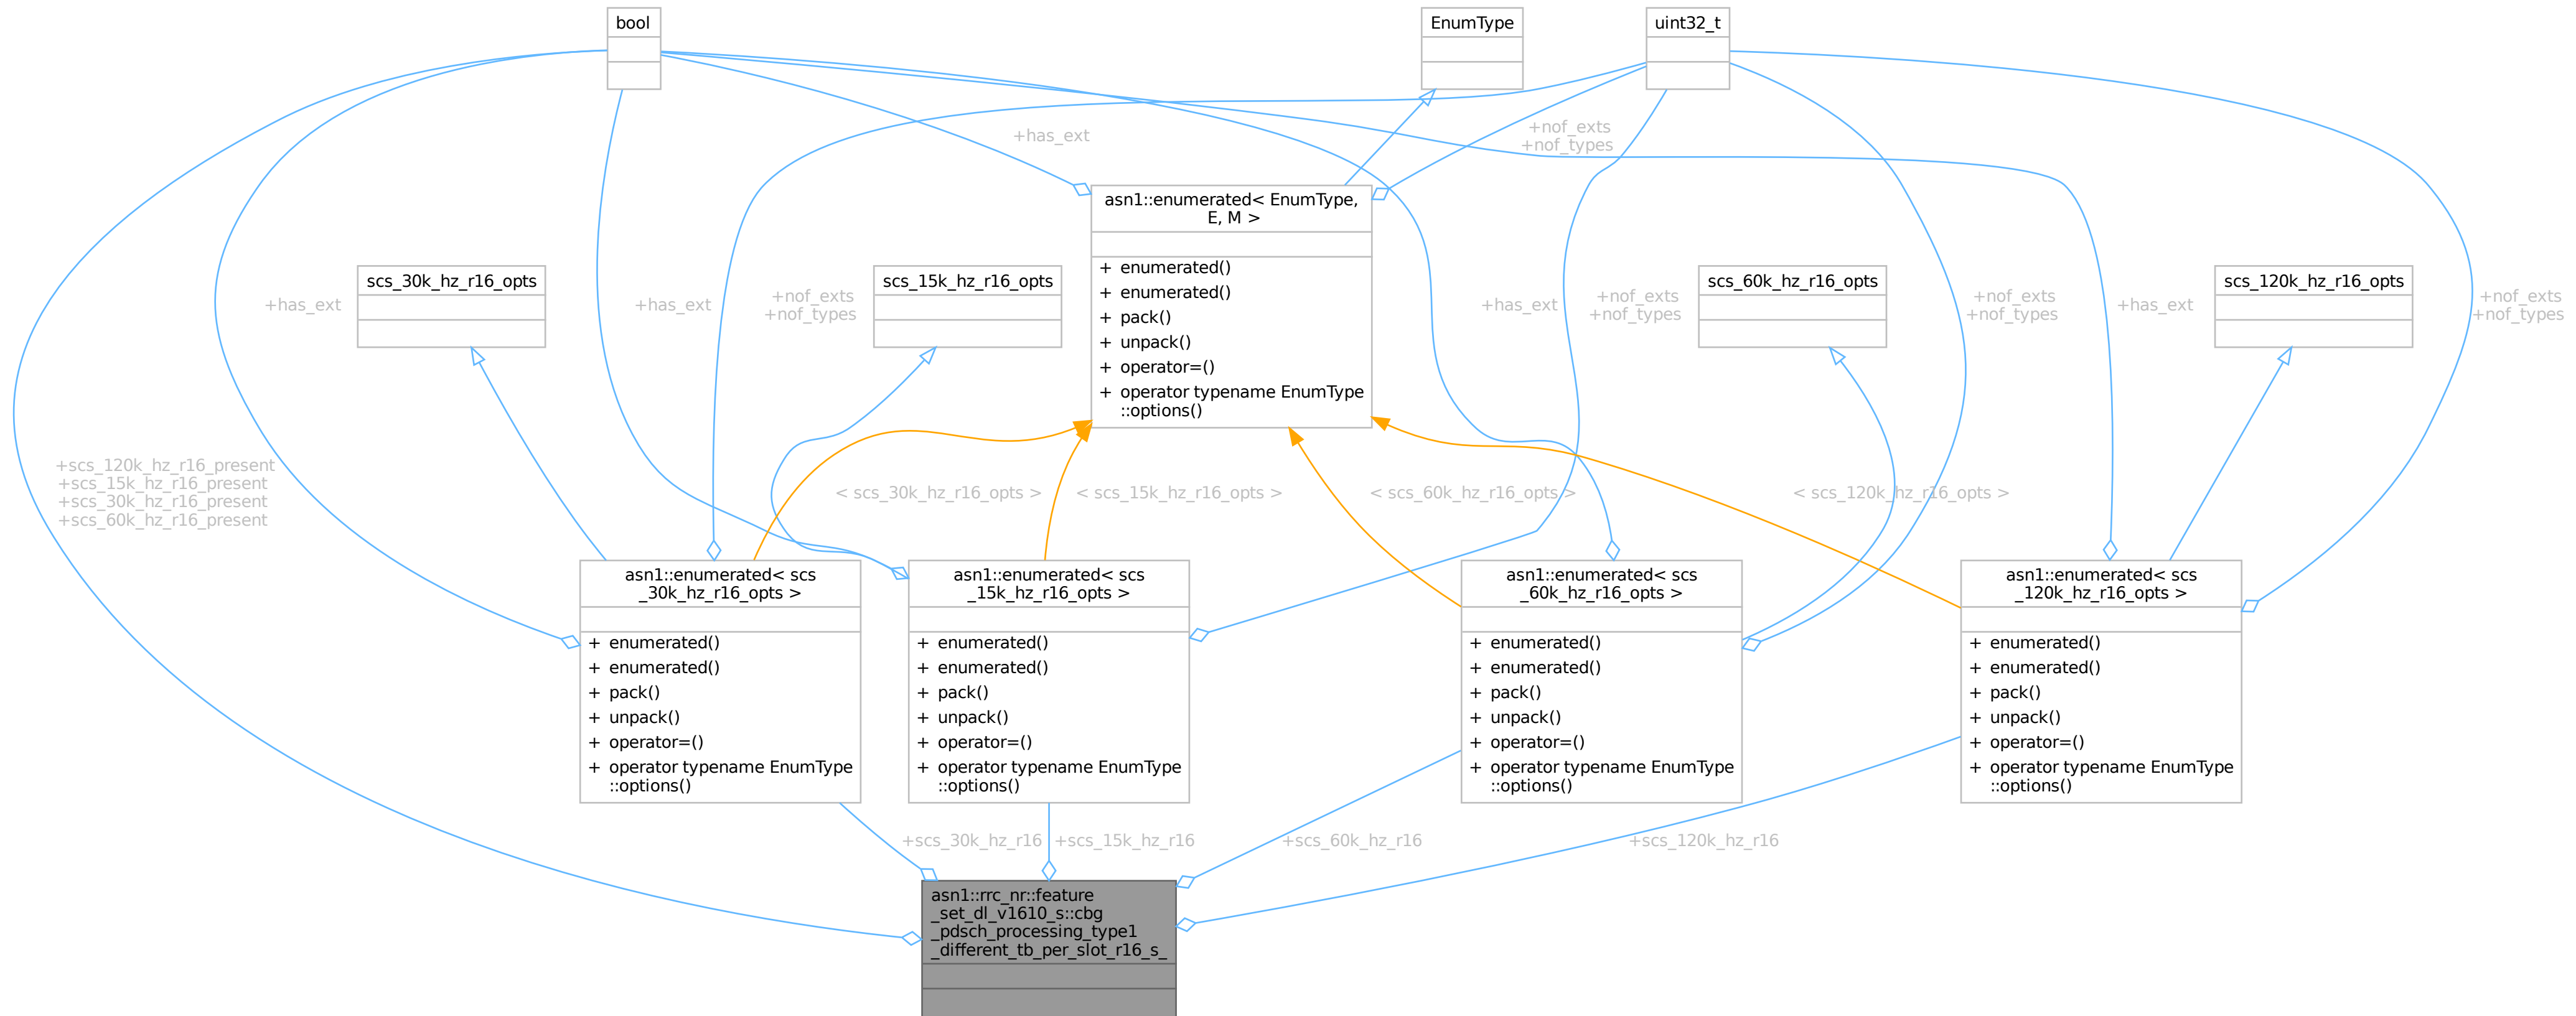 bool
EnumType
uint32_t
+has_ext
+nof_exts
+nof_types
asn1::enumerated< EnumType,
E, M >
+ enumerated()
+ enumerated()
+ pack()
+ unpack()
+ operator=()
+ operator typename EnumType
::options()
scs_30k_hz_r16_opts
scs_15k_hz_r16_opts
scs_60k_hz_r16_opts
scs_120k_hz_r16_opts
+has_ext
+has_ext
+nof_exts
+nof_types
+has_ext
+nof_exts
+nof_types
+nof_exts
+nof_types
+has_ext
+nof_exts
+nof_types
+scs_120k_hz_r16_present
+scs_15k_hz_r16_present
+scs_30k_hz_r16_present
+scs_60k_hz_r16_present
< scs_30k_hz_r16_opts >
< scs_15k_hz_r16_opts >
< scs_60k_hz_r16_opts >
< scs_120k_hz_r16_opts >
asn1::enumerated< scs
_30k_hz_r16_opts >
+ enumerated()
+ enumerated()
+ pack()
+ unpack()
+ operator=()
+ operator typename EnumType
::options()
asn1::enumerated< scs
_15k_hz_r16_opts >
+ enumerated()
+ enumerated()
+ pack()
+ unpack()
+ operator=()
+ operator typename EnumType
::options()
asn1::enumerated< scs
_60k_hz_r16_opts >
+ enumerated()
+ enumerated()
+ pack()
+ unpack()
+ operator=()
+ operator typename EnumType
::options()
asn1::enumerated< scs
_120k_hz_r16_opts >
+ enumerated()
+ enumerated()
+ pack()
+ unpack()
+ operator=()
+ operator typename EnumType
::options()
+scs_30k_hz_r16
+scs_15k_hz_r16
+scs_60k_hz_r16
+scs_120k_hz_r16
asn1::rrc_nr::feature
_set_dl_v1610_s::cbg
_pdsch_processing_type1
_different_tb_per_slot_r16_s_